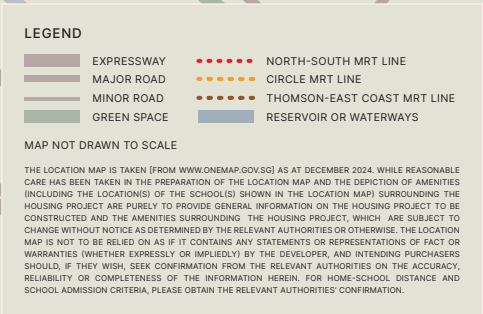 LEGEND
EXPRESSWAY
MAJOR ROAD
MINOR ROAD
GREEN SPACE
NORTH-SOUTH MRT LINE
CIRCLE MRT LINE
THOMSON-EAST COAST MRT LINE
RESERVOIR OR WATERWAYS
MAP NOT DRAWN TO SCALE
THE LOCATION MAP IS TAKEN [FROM WWW.ONEMAP.GOV.SG] AS AT DECEMBER 2024. WHILE REASONABLE
CARE HAS BEEN TAKEN IN THE PREPARATION OF THE LOCATION MAP AND THE DEPICTION OF AMENITIES
(INCLUDING THE LOCATION(S) OF THE SCHOOL(S) SHOWN IN THE LOCATION MAP) SURROUNDING THE
HOUSING PROJECT ARE PURELY TO PROVIDE GENERAL INFORMATION ON THE HOUSING PROJECT TO BE
CONSTRUCTED AND THE AMENITIES SURROUNDING THE HOUSING PROJECT, WHICH ARE SUBJECT TO
CHANGE WITHOUT NOTICE AS DETERMINED BY THE RELEVANT AUTHORITIES OR OTHERWISE. THE LOCATION
MAP IS NOT TO BE RELIED ON AS IF IT CONTAINS ANY STATEMENTS OR REPRESENTATIONS OF FACT OR
WARRANTIES (WHETHER EXPRESSLY OR IMPLIEDLY) BY THE DEVELOPER, AND INTENDING PURCHASERS
SHOULD, IF THEY WISH, SEEK CONFIRMATION FROM THE RELEVANT AUTHORITIES ON THE ACCURACY,
RELIABILITY OR COMPLETENESS OF THE INFORMATION HEREIN. FOR HOME-SCHOOL DISTANCE AND
SCHOOL ADMISSION CRITERIA, PLEASE OBTAIN THE RELEVANT AUTHORITIES' CONFIRMATION.